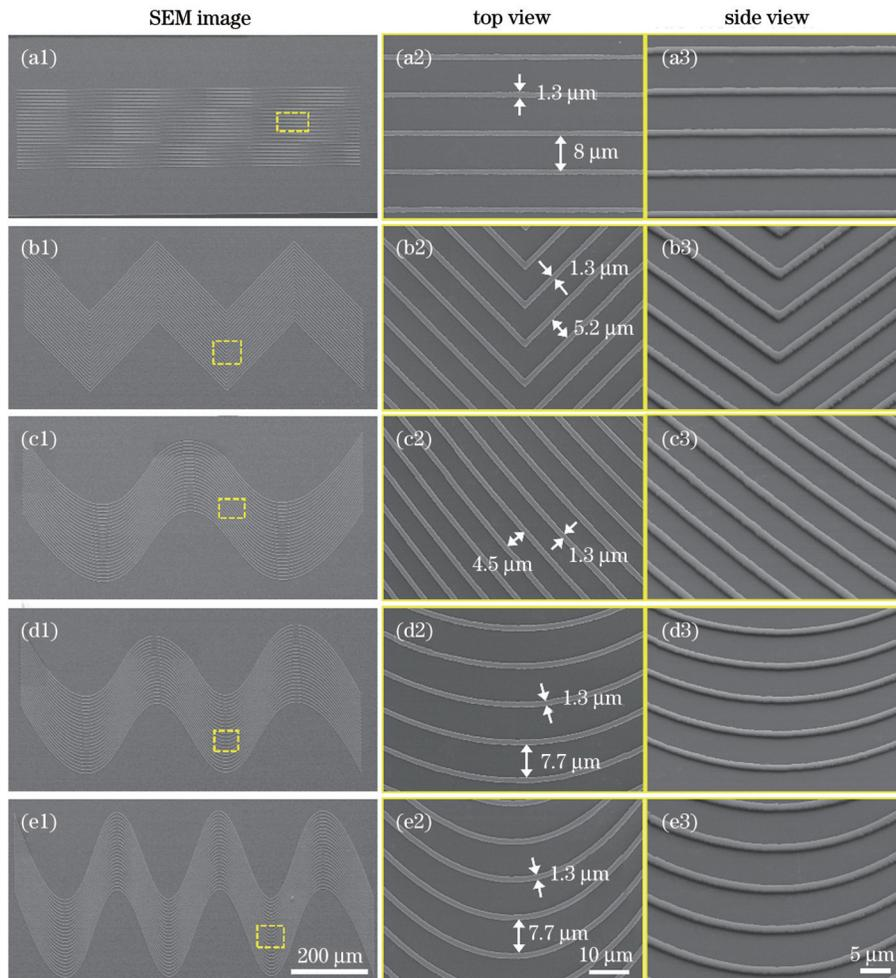 SEM image top view side view
(a1) (a2) (a3)
1.3 μm
8 μm
(b1) (b2) (b3)
1.3 μm
5.2 μm
(c1) (c2) (c3)
4.5 μm 1.3 μm
(d1) (d2) (d3)
1.3 μm
7.7 μm
(e1) (e2) (e3)
1.3 μm
7.7 μm
200 μm 10 μm 5 μm